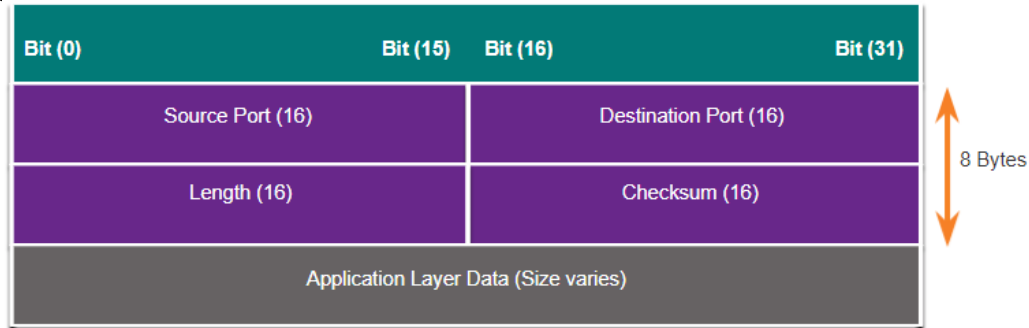 Bit (0) Bit (15) Bit (16) Bit (31)
Source Port (16) Destination Port (16)
8 Bytes
Length (16) Checksum (16)
Application Layer Data (Size varies)